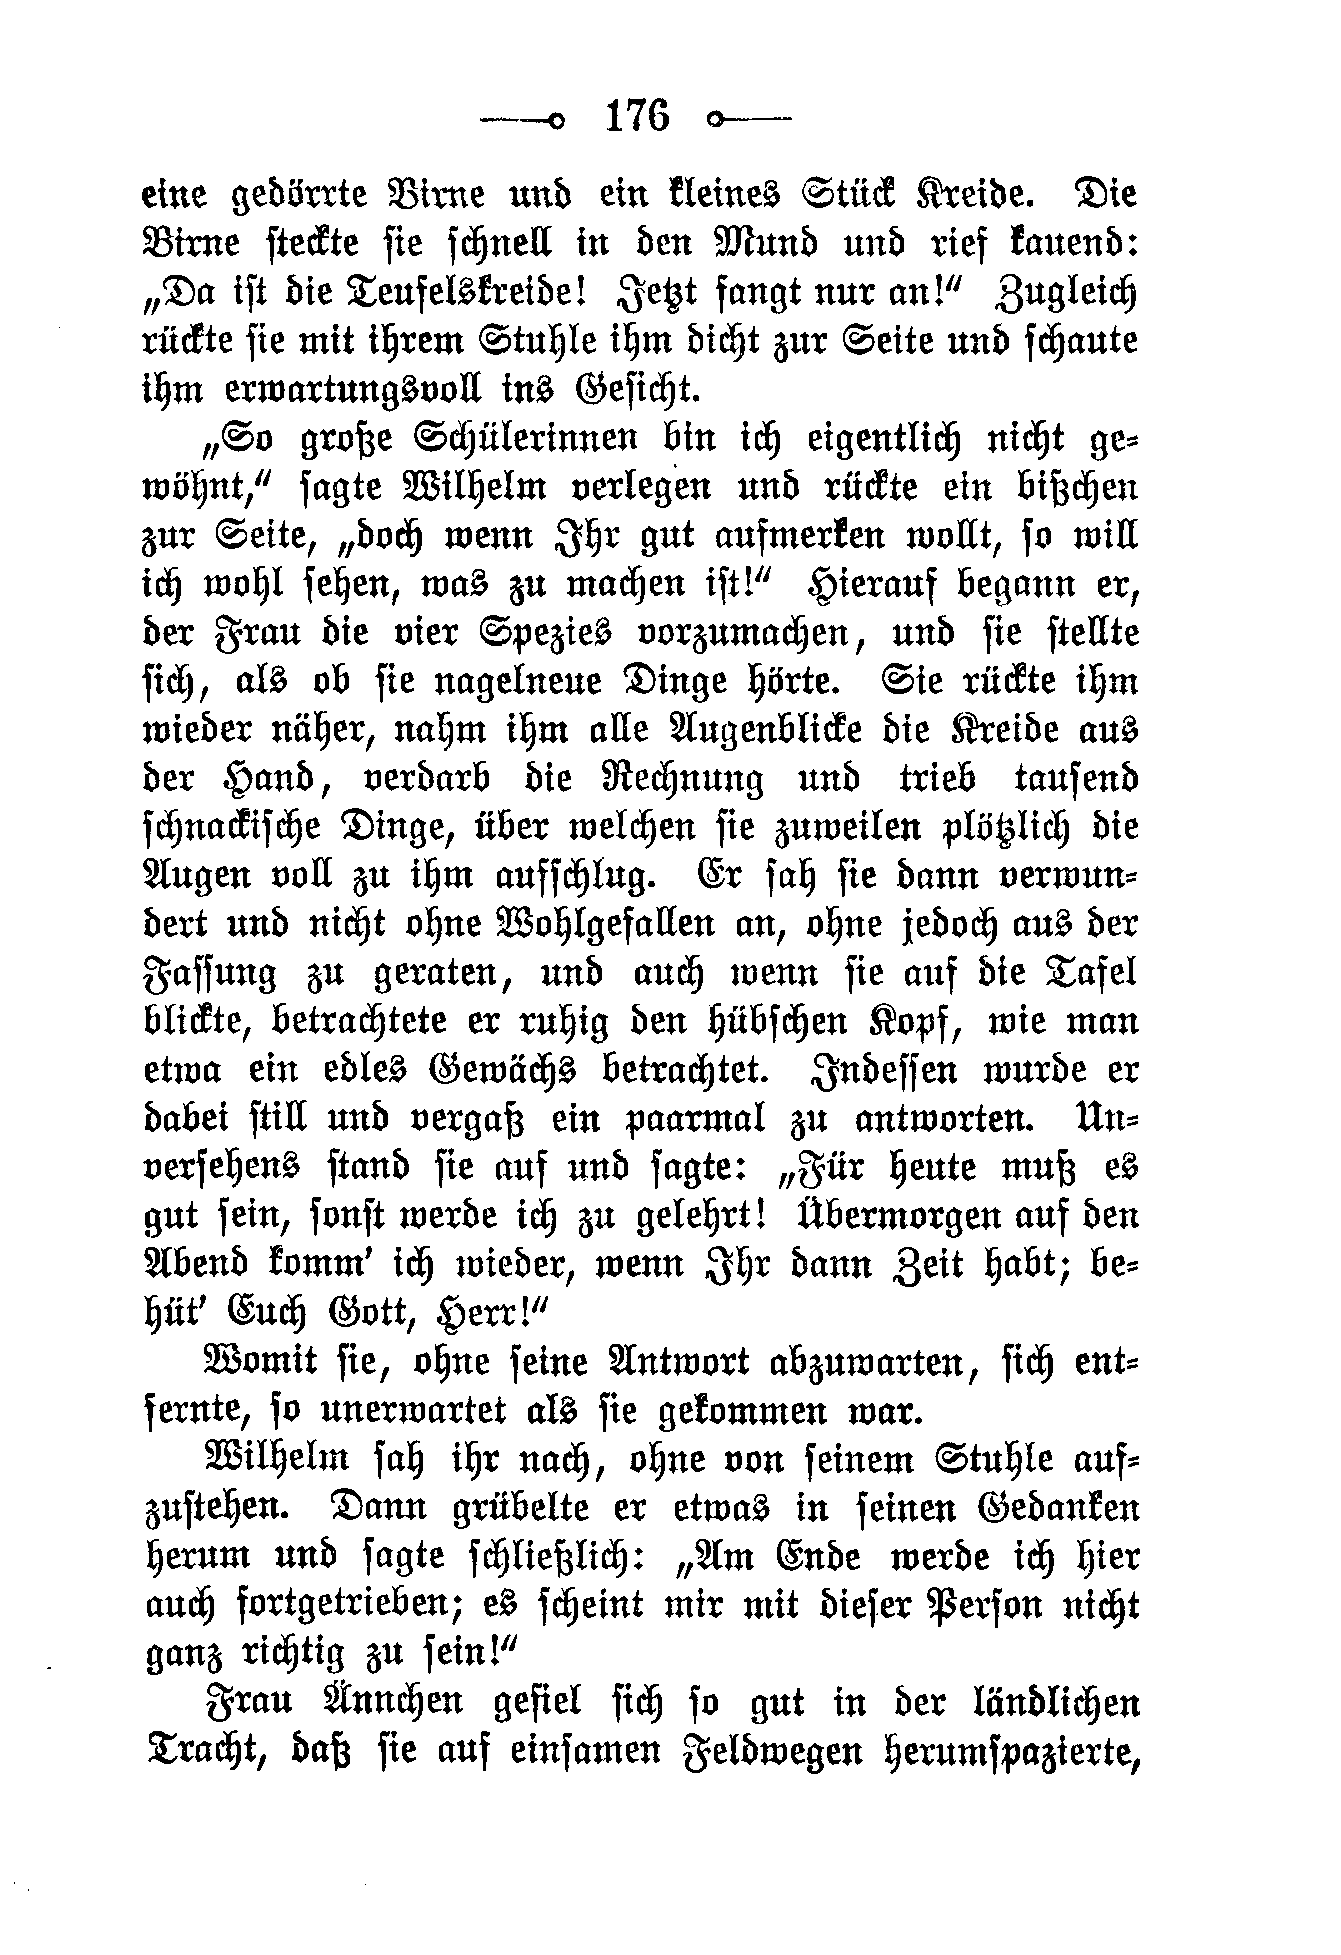 176
eine gedörrte Birne und ein kleines Stück Kreide. Die
Birne steckte sie schnell in den Mund und rief kauend:
„Da ist die Teufelskreide! Jetzt fangt nur an!“ Zugleich
rückte sie mit ihrem Stuhle ihm dicht zur Seite und schaute
ihm erwartungsvoll ins Gesicht.
„So große Schülerinnen bin ich eigentlich nicht ge-
wöhnt,“ sagte Wilhelm verlegen und rückte ein bißchen
zur Seite, „doch wenn Ihr gut aufmerken wollt, so will
ich wohl sehen, was zu machen ist!“ Hierauf begann er,
der Frau die vier Spezies vorzumachen, und sie stellte
sich, als ob sie nagelneue Dinge hörte. Sie rückte ihm
wieder näher, nahm ihm alle Augenblicke die Kreide aus
der Hand, verdarb die Rechnung und trieb tausend
schnackische Dinge, über welchen sie zuweilen plötzlich die
Augen voll zu ihm aufschlug. Er sah sie dann verwun-
dert und nicht ohne Wohlgefallen an, ohne jedoch aus der
Fassung zu geraten, und auch wenn sie auf die Tafel
blickte, betrachtete er ruhig den hübschen Kopf, wie man
etwa ein edles Gewächs betrachtet. Indessen wurde er
dabei still und vergaß ein paarmal zu antworten. Un-
versehens stand sie auf und sagte: „Für heute muß es
gut sein, sonst werde ich zu gelehrt! Übermorgen auf den
Abend komm' ich wieder, wenn Ihr dann Zeit habt; be-
hüt' Euch Gott, Herr!“
Womit sie, ohne seine Antwort abzuwarten, sich ent-
fernte, so unerwartet als sie gekommen war.
Wilhelm sah ihr nach, ohne von seinem Stuhle auf-
zustehen. Dann grübelte er etwas in seinen Gedanken
herum und sagte schließlich: „Am Ende werde ich hier
auch fortgetrieben; es scheint mir mit dieser Person nicht
ganz richtig zu sein!“
Frau Ännchen gefiel sich so gut in der ländlichen
Tracht, daß sie auf einsamen Feldwegen herumspazierte,